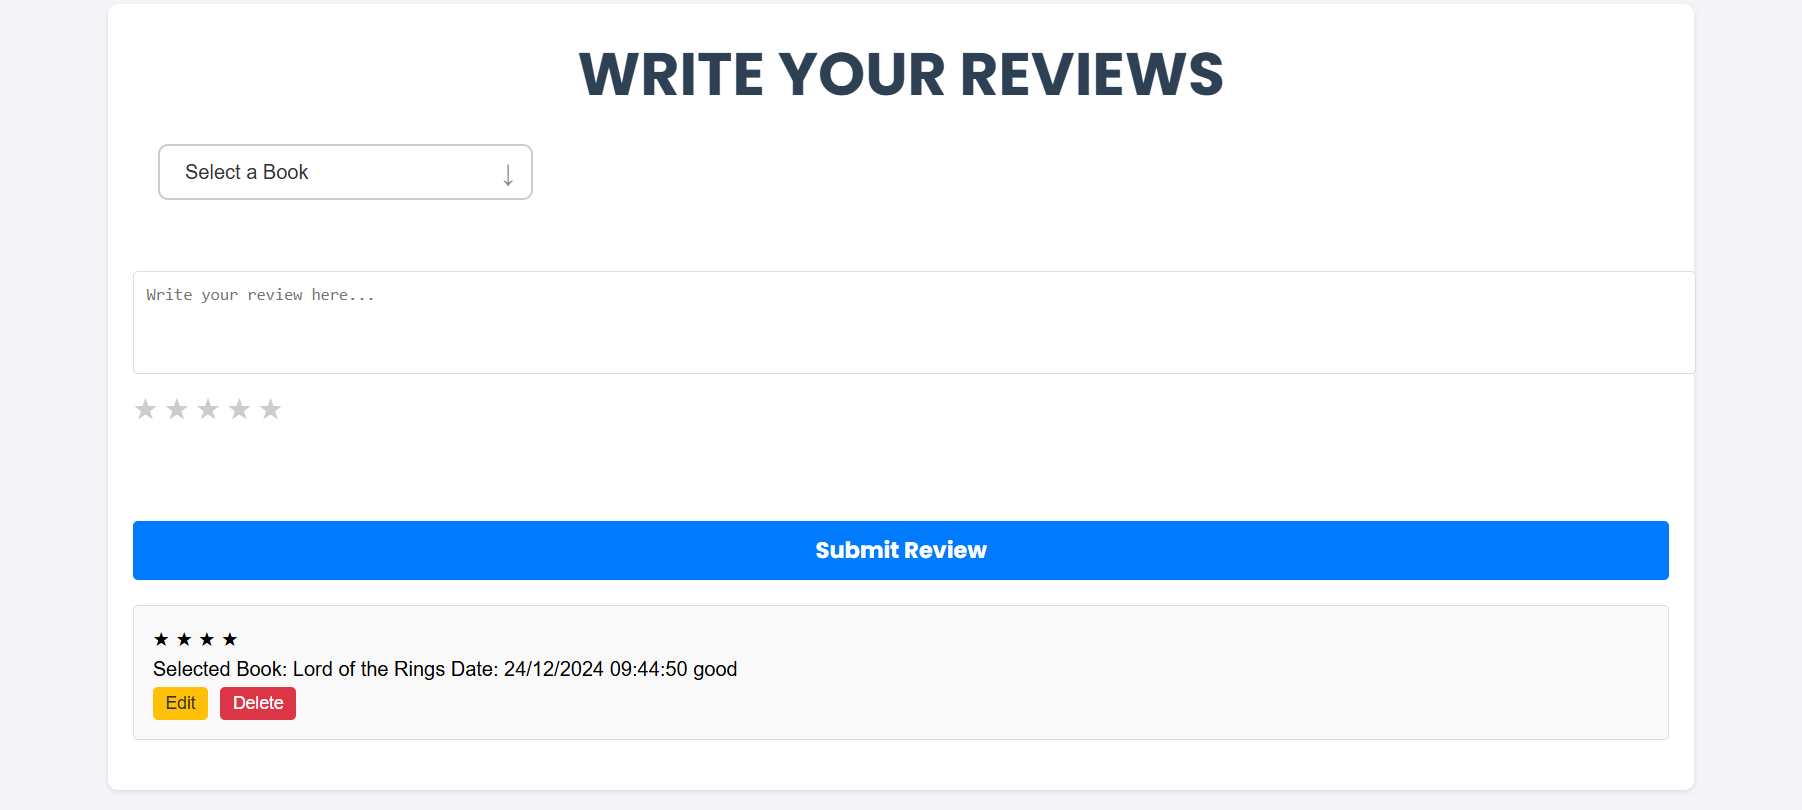 WRITE YOUR REVIEWS
Select a Book ↓
Write your review here...
★ ★ ★ ★ ★
Submit Review
★ ★ ★ ★
Selected Book: Lord of the Rings Date: 24/12/2024 09:44:50 good
Edit Delete